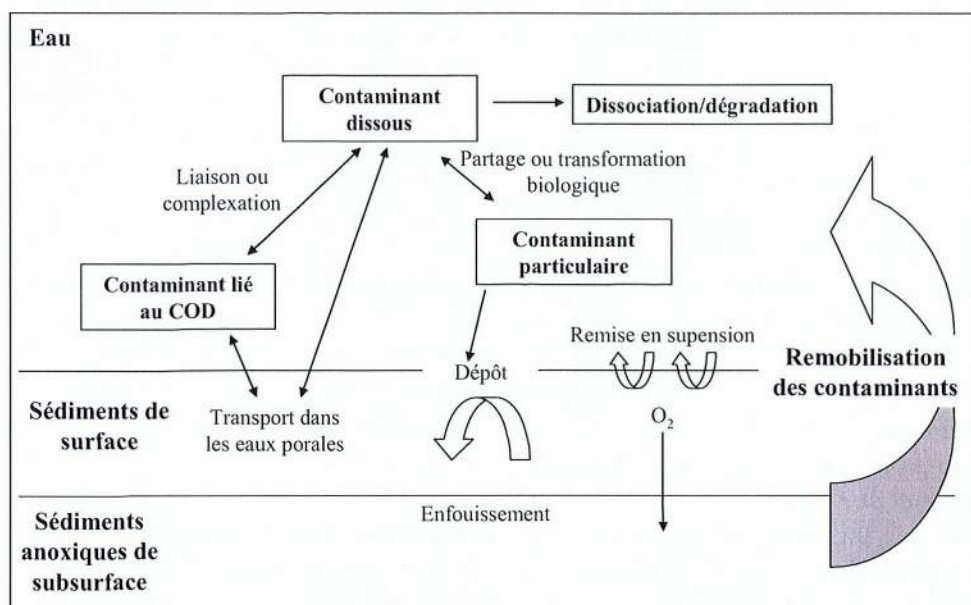 Eau
Contaminant
dissous
Dissociation/dégradation
Liaison ou
complexation
Partage ou transformation
biologique
Contaminant
particulaire
Contaminant lié
au COD
Remise en supension
Remobilisation
des contaminants
Dépôt
Sédiments de
surface
Transport dans
les eaux porales
O₂
Enfouissement
Sédiments
anoxiques de
subsurface